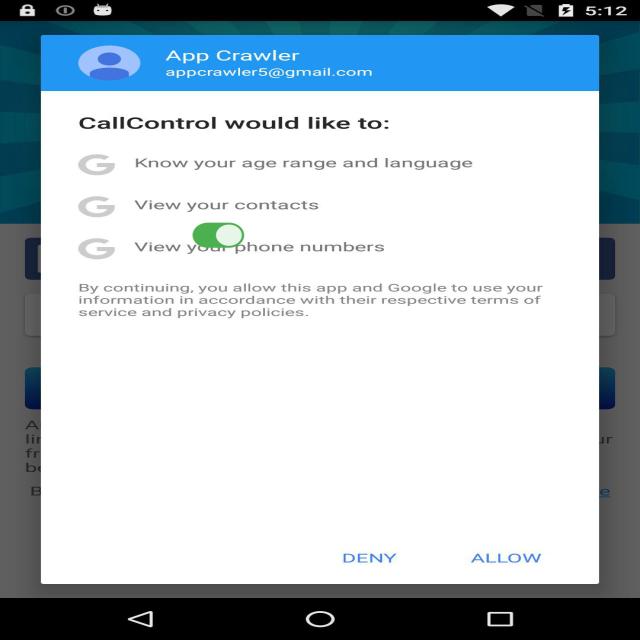 5:12
App Crawler
appcrawler5@gmail.com
CallControl would like to:
Know your age range and language
View your contacts
View your phone numbers
By continuing, you allow this app and Google to use your
information in accordance with their respective terms of
service and privacy policies.
DENY
ALLOW